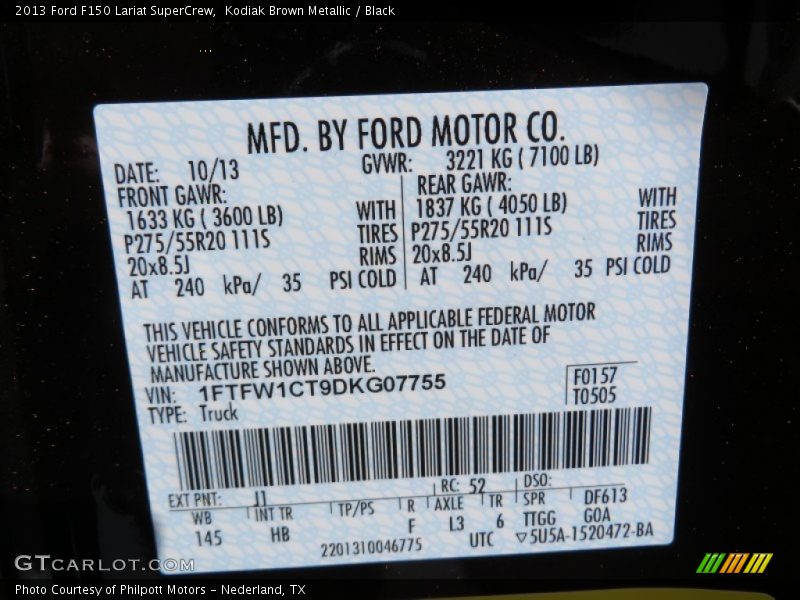 2013 Ford F150 Lariat SuperCrew, Kodiak Brown Metallic / Black
MFD. BY FORD MOTOR CO.
DATE: 10/13 GVWR: 3221 KG ( 7100 LB)
FRONT GAWR: REAR GAWR:
1633 KG ( 3600 LB) WITH 1837 KG ( 4050 LB) WITH
P275/55R20 111S TIRES P275/55R20 111S TIRES
20x8.5J RIMS 20x8.5J RIMS
AT 240 kPa/ 35 PSI COLD AT 240 kPa/ 35 PSI COLD
THIS VEHICLE CONFORMS TO ALL APPLICABLE FEDERAL MOTOR
VEHICLE SAFETY STANDARDS IN EFFECT ON THE DATE OF
MANUFACTURE SHOWN ABOVE.
VIN: 1FTFW1CT9DKG07755 F0157
TYPE: Truck T0505
EXT PNT: J1 RC: 52 DSO:
WB INT TR TP/PS R AXLE TR SPR DF613
145 HB F L3 6 TTGG GOA
2201310046775 UTC ▽5U5A-1520472-BA
GTCARLOT.COM
Photo Courtesy of Philpott Motors - Nederland, TX